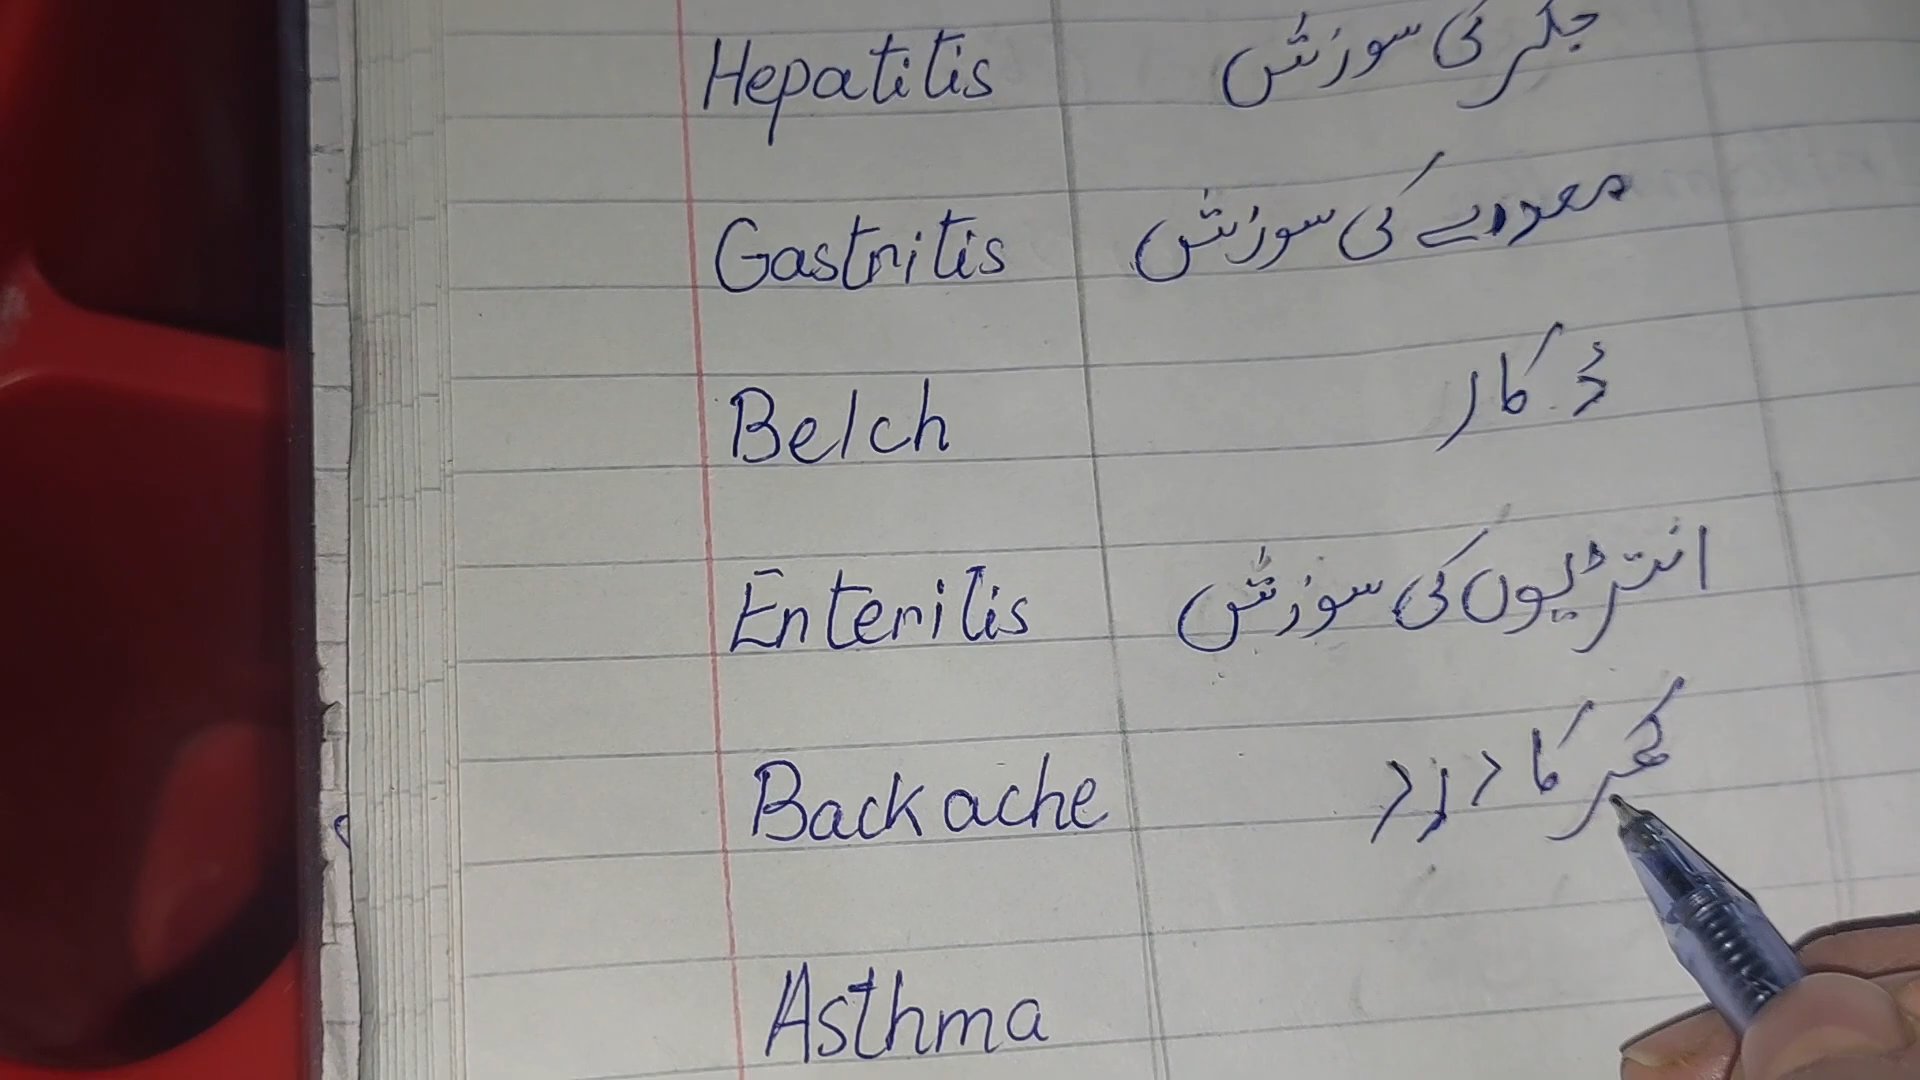 Hepatitis جگر کی سوزش
Gastritis معدے کی سوزش
Belch ڈکار
Enteritis انتڑیوں کی سوزش
Backache کمر کا درد
Asthma